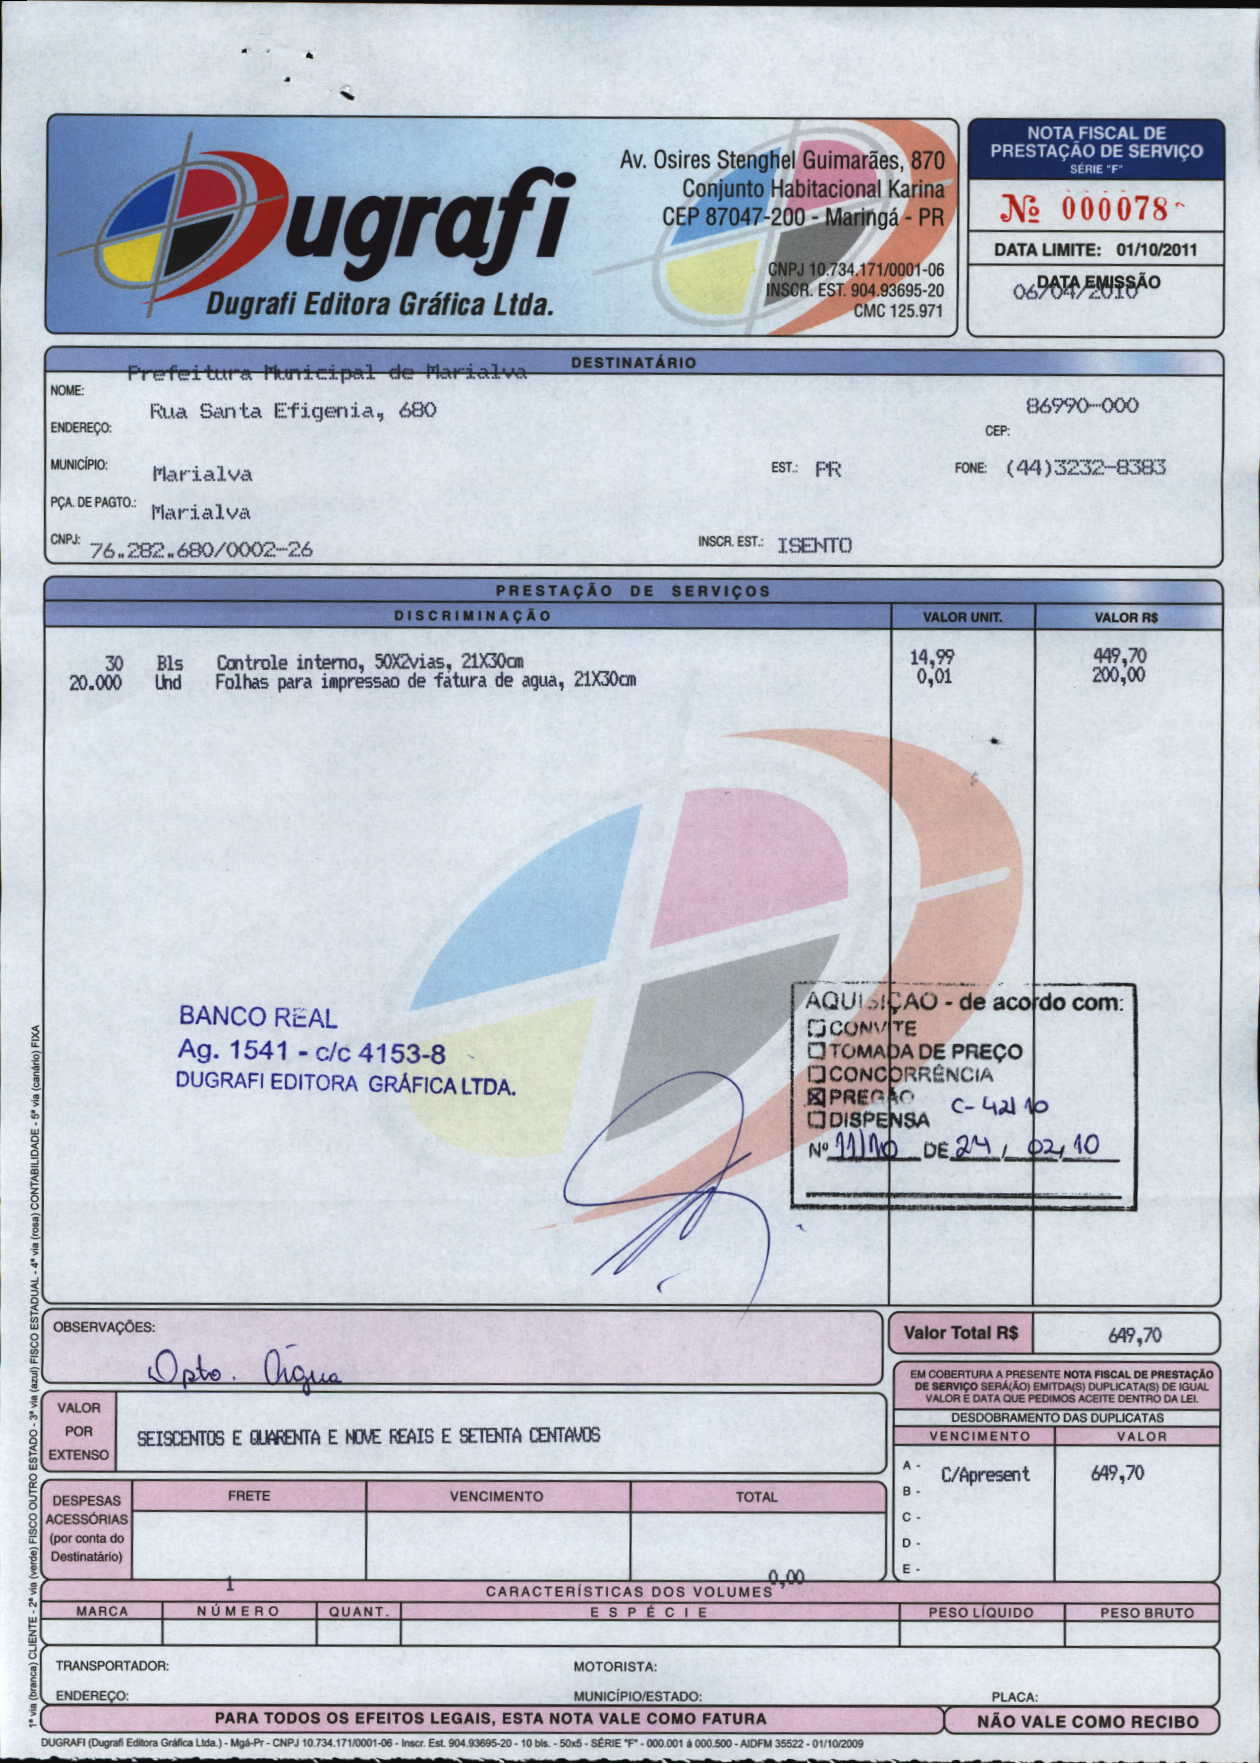 Dugrafi
Dugrafi Editora Gráfica Ltda.
Av. Osires Stenghel Guimarães, 870
Conjunto Habitacional Karina
CEP 87047-200 - Maringá - PR
CNPJ 10.734.171/0001-06
INSCR. EST. 904.93695-20
CMC 125.971
NOTA FISCAL DE
PRESTAÇÃO DE SERVIÇO
SÉRIE "F"
Nº 000078
DATA LIMITE: 01/10/2011
DATA EMISSÃO
06/04/2010
DESTINATÁRIO
NOME: Prefeitura Municipal de Marialva
ENDEREÇO: Rua Santa Efigenia, 680
CEP: 86990-000
MUNICÍPIO: Marialva EST.: PR FONE: (44)3232-8383
PÇA. DE PAGTO.: Marialva
CNPJ: 76.282.680/0002-26 INSCR. EST.: ISENTO
PRESTAÇÃO DE SERVIÇOS
DISCRIMINAÇÃO VALOR UNIT. VALOR R$
30 Bls Controle interno, 50X2vias, 21X30cm 14,99 449,70
20.000 Und Folhas para impressao de fatura de agua, 21X30cm 0,01 200,00
BANCO REAL
Ag. 1541 - c/c 4153-8
DUGRAFI EDITORA GRÁFICA LTDA.
AQUISIÇÃO - de acordo com:
CONVITE
TOMADA DE PREÇO
CONCORRÊNCIA
PREGÃO
C-42/10
DISPENSA
Nº 11/10 DE 24/02/10
OBSERVAÇÕES:
Dpto. Água
Valor Total R$ 649,70
VALOR
POR
EXTENSO
SEISCENTOS E QUARENTA E NOVE REAIS E SETENTA CENTAVOS
EM COBERTURA A PRESENTE NOTA FISCAL DE PRESTAÇÃO
DE SERVIÇO SERÁ(ÃO) EMITDA(S) DUPLICATA(S) DE IGUAL
VALOR E DATA QUE PEDIMOS ACEITE DENTRO DA LEI.
DESDOBRAMENTO DAS DUPLICATAS
VENCIMENTO VALOR
A - C/Apresent 649,70
B -
C -
D -
E -
DESPESAS
ACESSÓRIAS
(por conta do
Destinatário)
FRETE VENCIMENTO TOTAL
1 0,00
CARACTERÍSTICAS DOS VOLUMES
MARCA NÚMERO QUANT. ESPÉCIE PESO LÍQUIDO PESO BRUTO
TRANSPORTADOR: MOTORISTA:
ENDEREÇO: MUNICÍPIO/ESTADO: PLACA:
PARA TODOS OS EFEITOS LEGAIS, ESTA NOTA VALE COMO FATURA
NÃO VALE COMO RECIBO
DUGRAFI (Dugrafi Editora Gráfica Ltda.) - Mgá-Pr - CNPJ 10.734.171/0001-06 - Inscr. Est. 904.93695-20 - 10 bls. - 50x5 - SÉRIE "F" - 000.001 à 000.500 - AIDFM 35522 - 01/10/2009
1ª via (branca) CLIENTE - 2ª via (verde) FISCO OUTRO ESTADO - 3ª via (azul) FISCO ESTADUAL - 4ª via (rosa) CONTABILIDADE - 5ª via (canário) FIXA